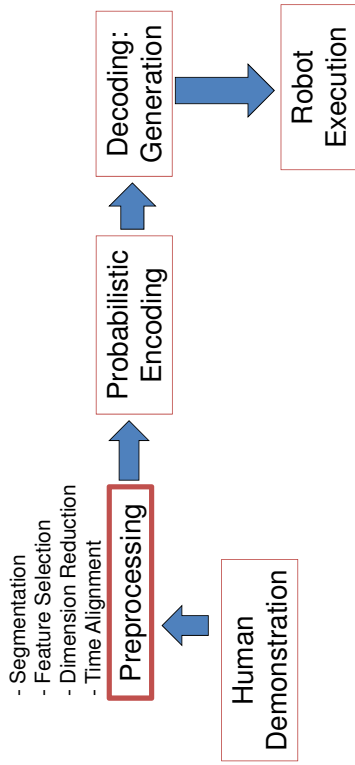 - Segmentation
- Feature Selection
- Dimension Reduction
- Time Alignment
Preprocessing
Human
Demonstration
Probabilistic
Encoding
Decoding:
Generation
Robot
Execution